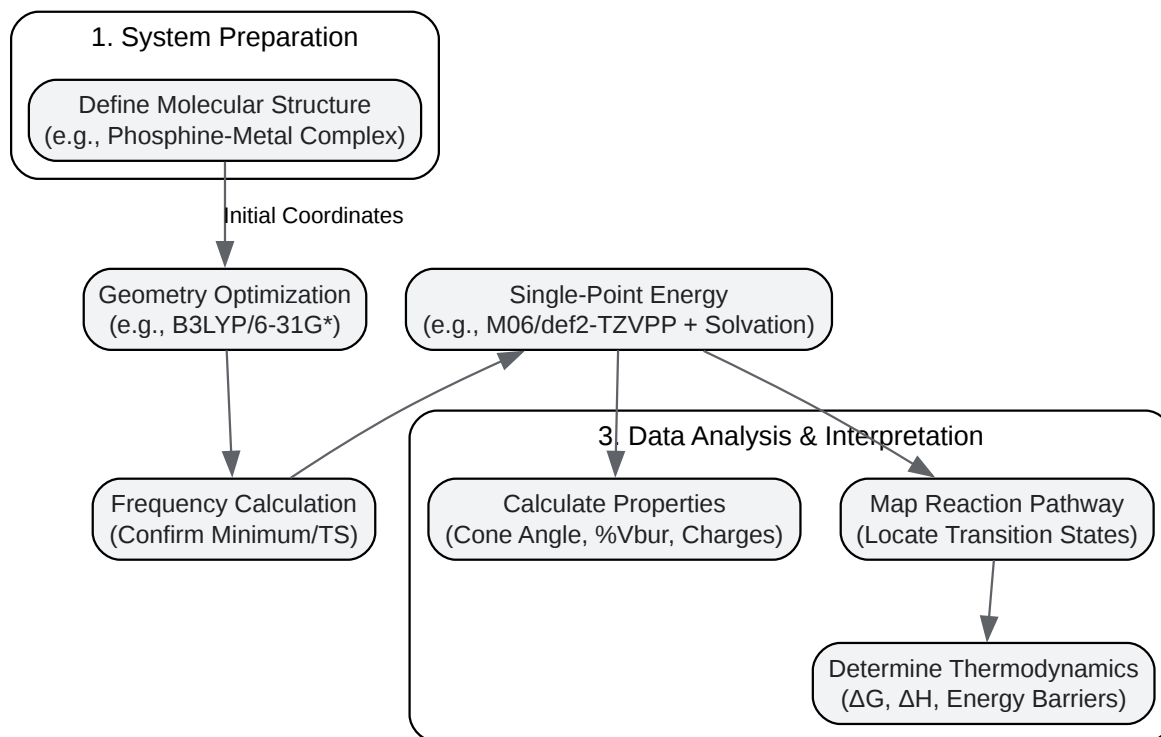 1. System Preparation
Define Molecular Structure
(e.g., Phosphine-Metal Complex)
Initial Coordinates
Geometry Optimization
(e.g., B3LYP/6-31G*)
Single-Point Energy
(e.g., M06/def2-TZVPP + Solvation)
3. Data Analysis & Interpretation
Frequency Calculation
(Confirm Minimum/TS)
Calculate Properties
(Cone Angle, %Vbur, Charges)
Map Reaction Pathway
(Locate Transition States)
Determine Thermodynamics
(ΔG, ΔH, Energy Barriers)